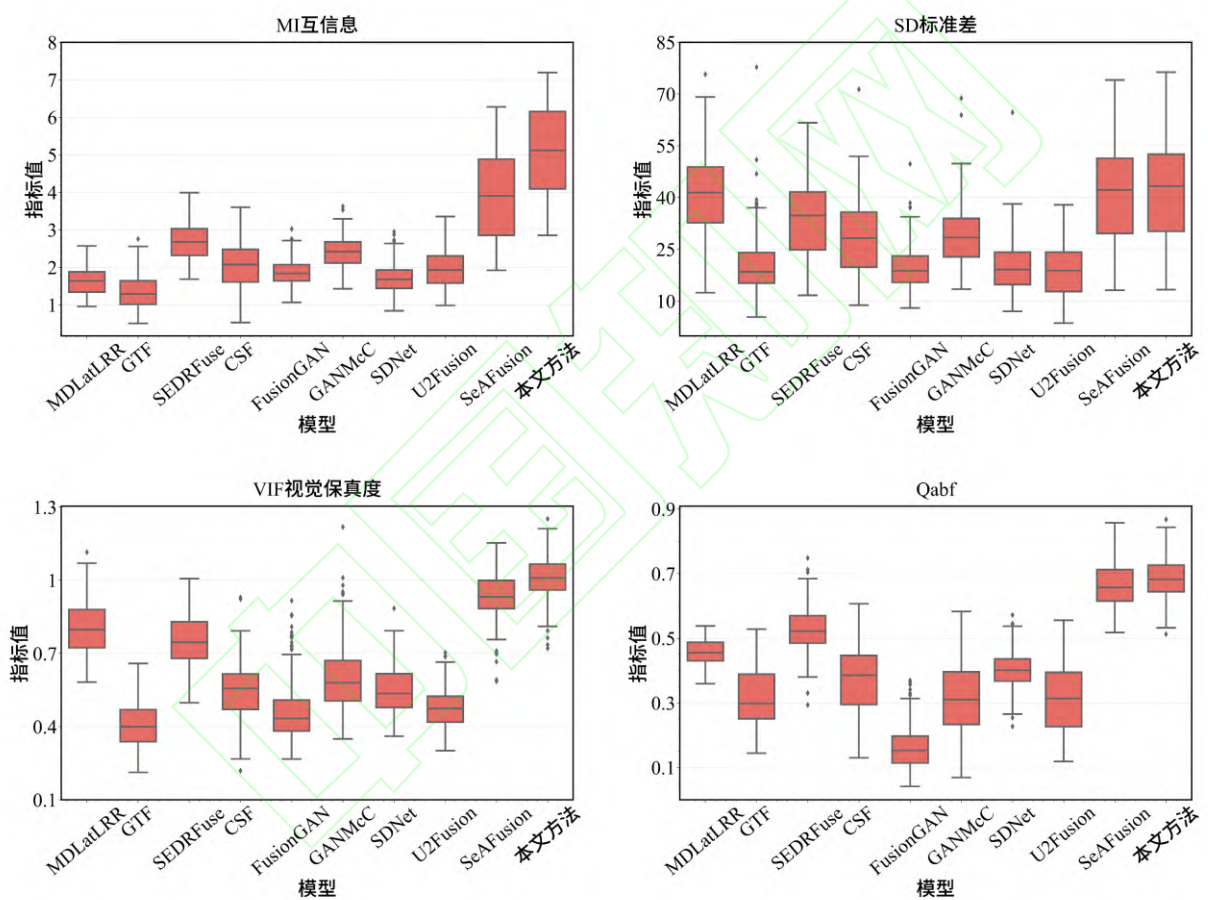 MI互信息
指标值
8
7
6
5
4
3
2
1
MDLatLRR
GTF
SEDRFuse
CSF
FusionGAN
GANMcC
SDNet
U2Fusion
SeAFusion
本文方法
模型
SD标准差
指标值
85
70
55
40
25
10
MDLatLRR
GTF
SEDRFuse
CSF
FusionGAN
GANMcC
SDNet
U2Fusion
SeAFusion
本文方法
模型
VIF视觉保真度
指标值
1.3
1
0.7
0.4
0.1
MDLatLRR
GTF
SEDRFuse
CSF
FusionGAN
GANMcC
SDNet
U2Fusion
SeAFusion
本文方法
模型
Qabf
指标值
0.9
0.7
0.5
0.3
0.1
MDLatLRR
GTF
SEDRFuse
CSF
FusionGAN
GANMcC
SDNet
U2Fusion
SeAFusion
本文方法
模型